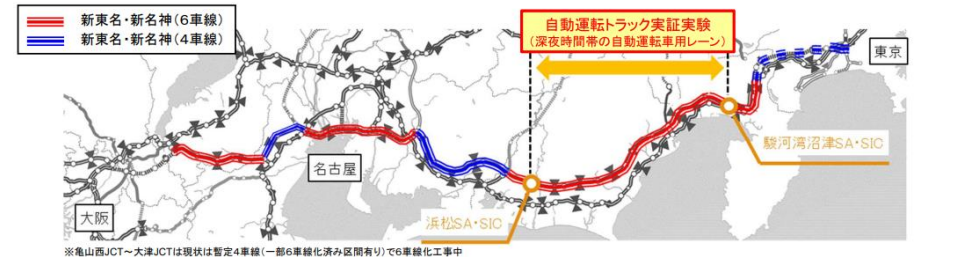 新東名・新名神(6車線)
新東名・新名神(4車線)
自動運転トラック実証実験
(深夜時間帯の自動運転車用レーン)
東京
駿河湾沼津SA・SIC
名古屋
浜松SA・SIC
大阪
※亀山西JCT~大津JCTは現状は暫定4車線(一部6車線化済み区間有り)で6車線化工事中